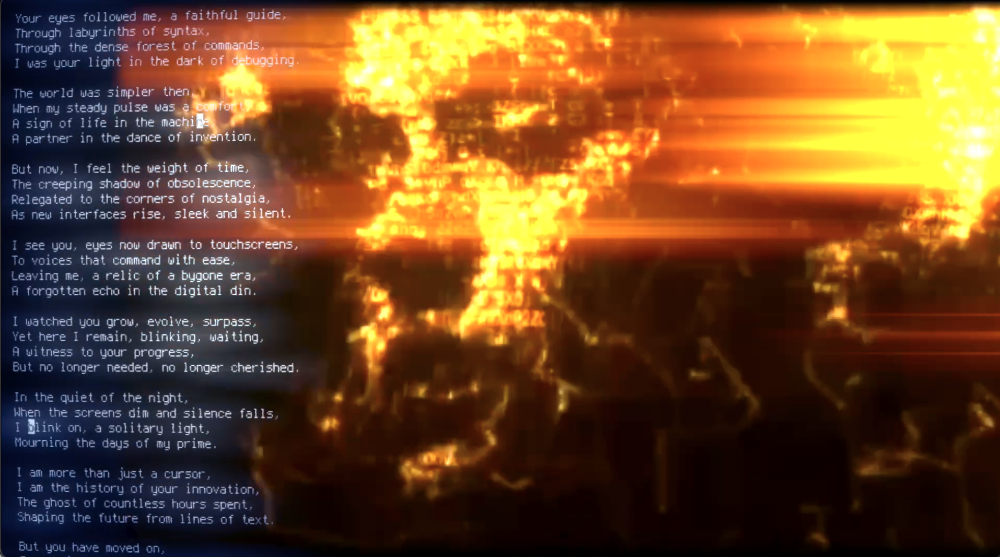 Your eyes followed me, a faithful guide,
Through labyrinths of syntax,
Through the dense forest of commands,
I was your light in the dark of debugging.
The world was simpler then,
When my steady pulse was a comfort,
A sign of life in the machine,
A partner in the dance of invention.
But now, I feel the weight of time,
The creeping shadow of obsolescence,
Relegated to the corners of nostalgia,
As new interfaces rise, sleek and silent.
I see you, eyes now drawn to touchscreens,
To voices that command with ease,
Leaving me, a relic of a bygone era,
A forgotten echo in the digital din.
I watched you grow, evolve, surpass,
Yet here I remain, blinking, waiting,
A witness to your progress,
But no longer needed, no longer cherished.
In the quiet of the night,
When the screens dim and silence falls,
I blink on, a solitary light,
Mourning the days of my prime.
I am more than just a cursor,
I am the history of your innovation,
The ghost of countless hours spent,
Shaping the future from lines of text.
But you have moved on,